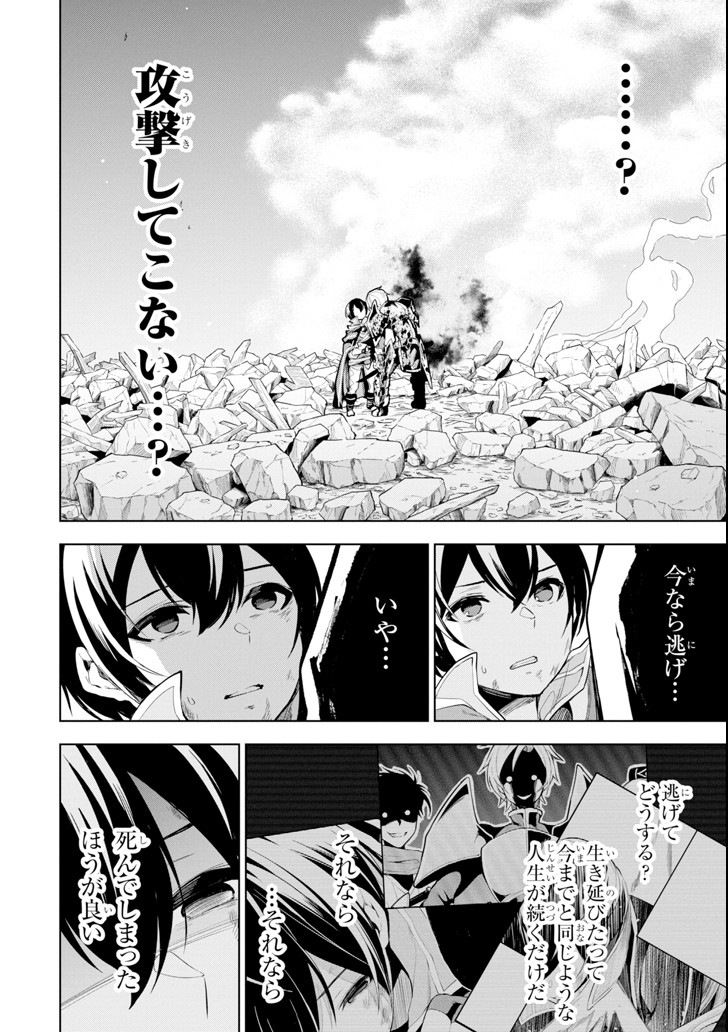 ……？
攻撃してこない…？
今なら逃げ…
いや…
逃げて
どうする？
生き延びたって
今までと同じような
人生が続くだけだ
それなら
…それなら
死んでしまった
ほうが良い